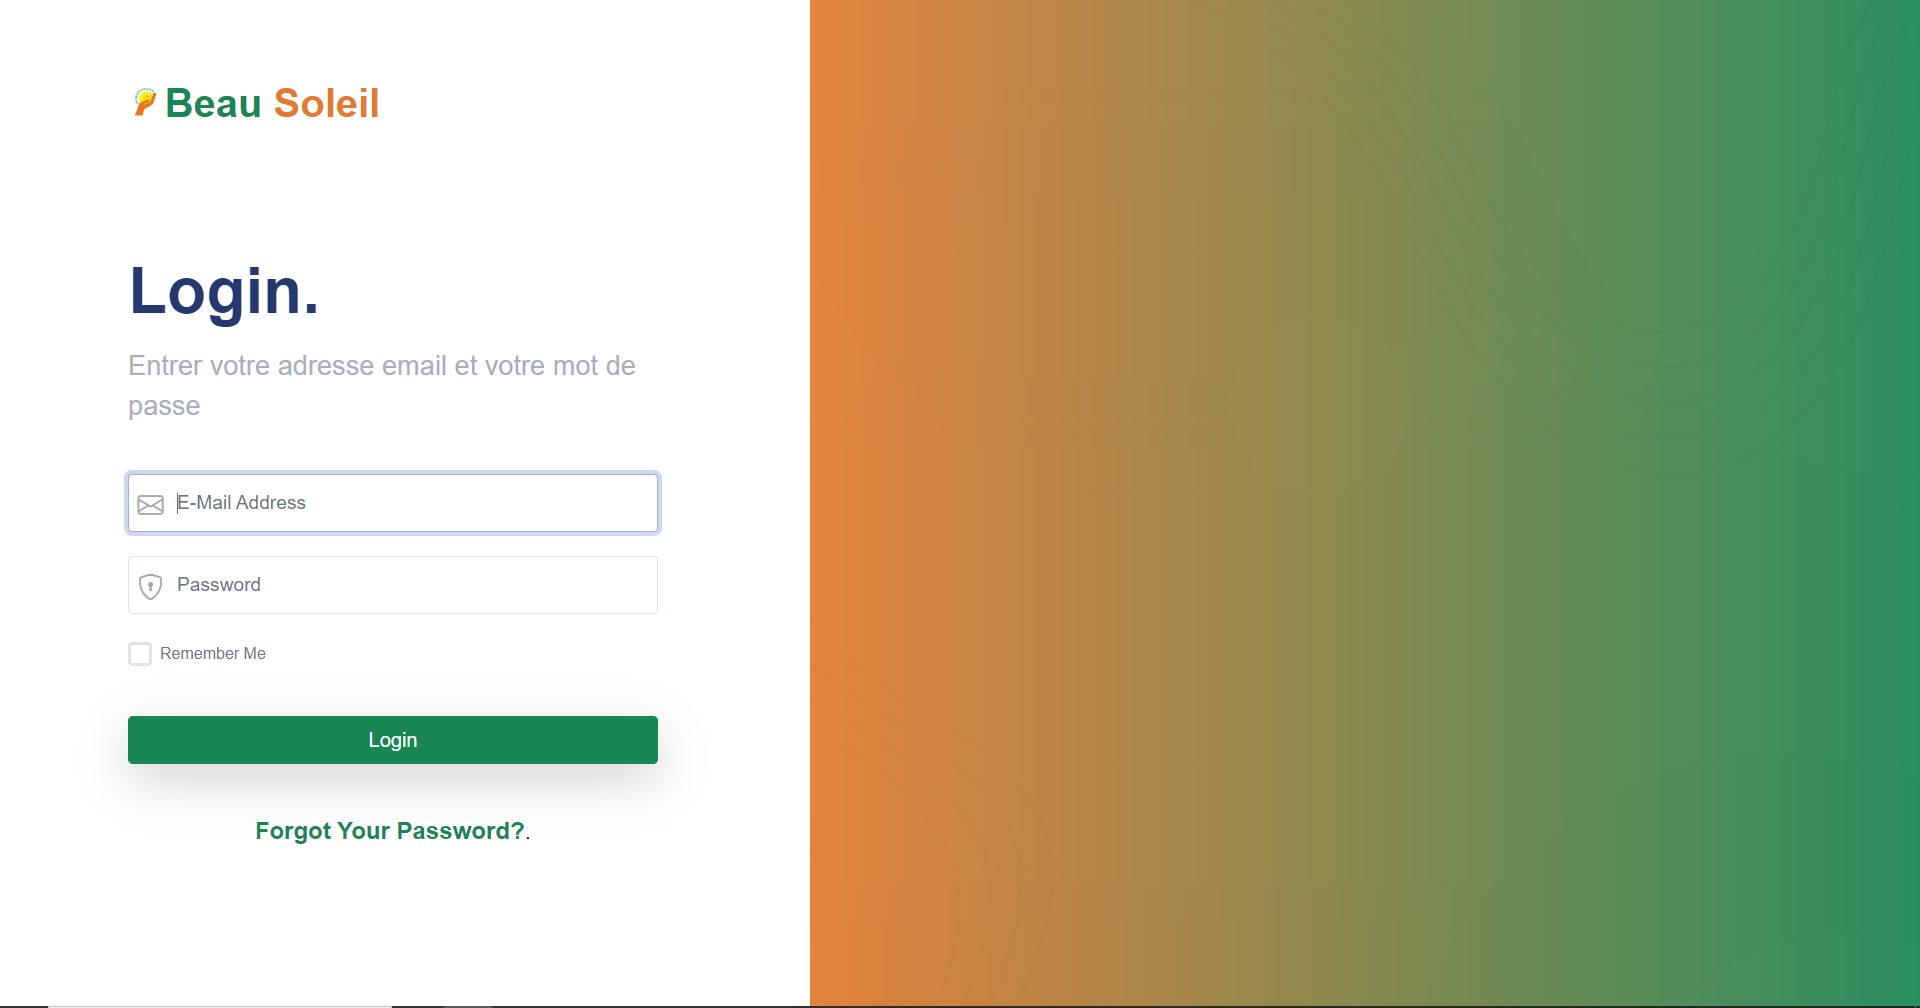 Beau Soleil
Login.
Entrer votre adresse email et votre mot de
passe
E-Mail Address
Password
Remember Me
Login
Forgot Your Password?.